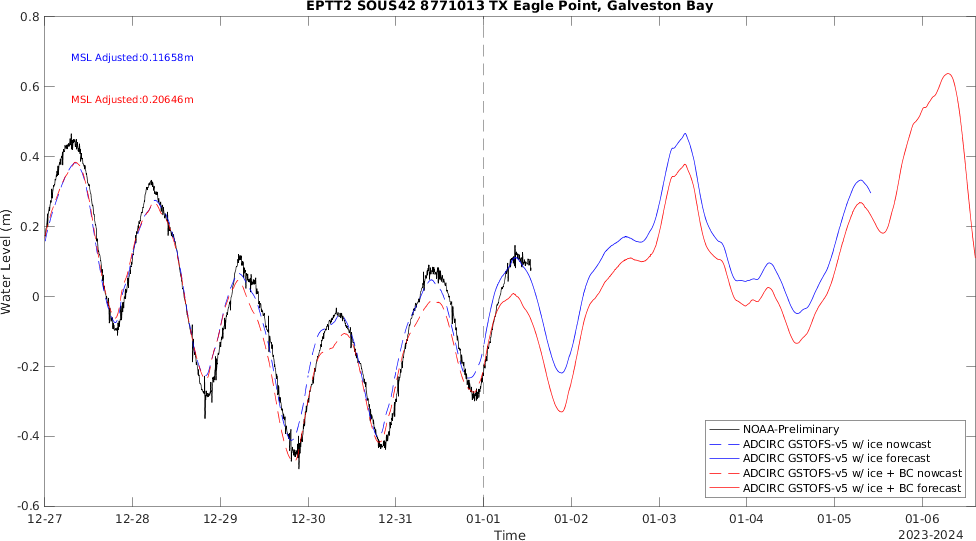 EPTT2 SOUS42 8771013 TX Eagle Point, Galveston Bay
MSL Adjusted:0.11658m
MSL Adjusted:0.20646m
Water Level (m)
0.8
0.6
0.4
0.2
0
-0.2
-0.4
-0.6
12-27
12-28
12-29
12-30
12-31
01-01
01-02
01-03
01-04
01-05
01-06
Time
2023-2024
NOAA-Preliminary
ADCIRC GSTOFS-v5 w/ ice nowcast
ADCIRC GSTOFS-v5 w/ ice forecast
ADCIRC GSTOFS-v5 w/ ice + BC nowcast
ADCIRC GSTOFS-v5 w/ ice + BC forecast